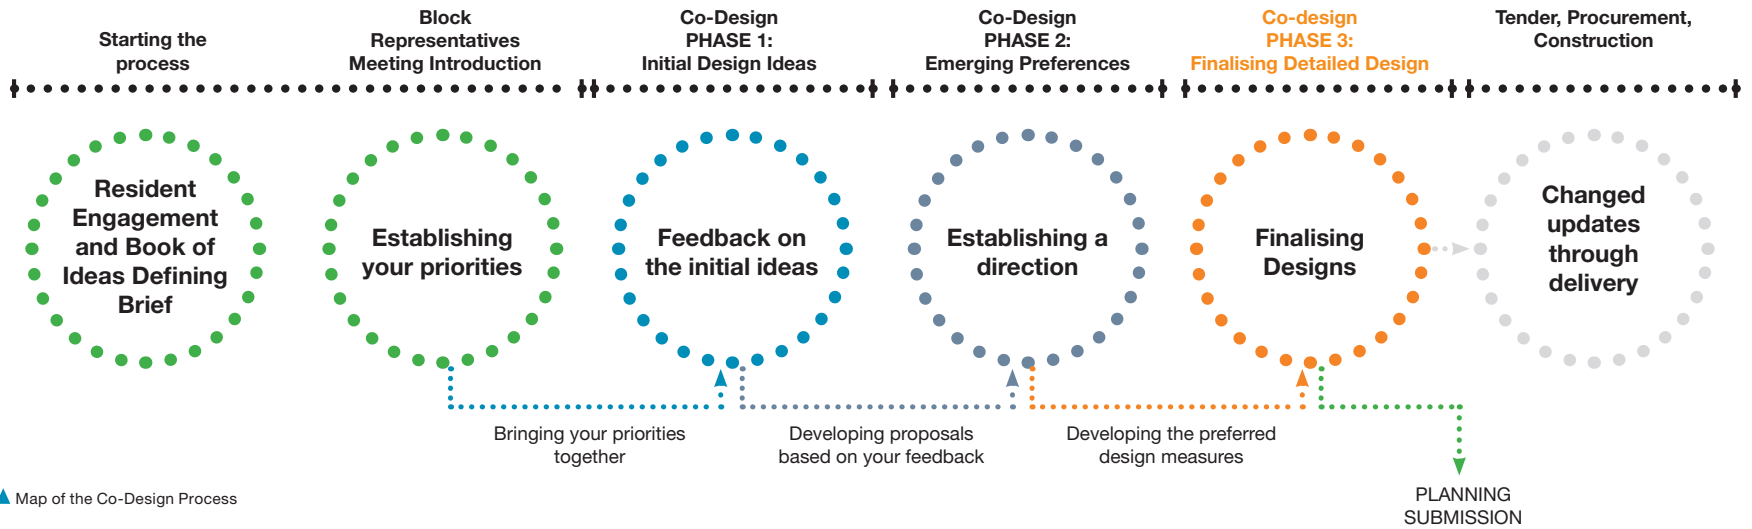 Starting the
process
Block
Representatives
Meeting Introduction
Co-Design
PHASE 1:
Initial Design Ideas
Co-Design
PHASE 2:
Emerging Preferences
Co-design
PHASE 3:
Finalising Detailed Design
Tender, Procurement,
Construction
Resident
Engagement
and Book of
Ideas Defining
Brief
Establishing
your priorities
Feedback on
the initial ideas
Establishing a
direction
Finalising
Designs
Changed
updates
through
delivery
Bringing your priorities
together
Developing proposals
based on your feedback
Developing the preferred
design measures
PLANNING
SUBMISSION
Map of the Co-Design Process